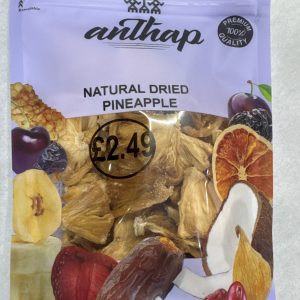 anthap
PREMIUM
100%
QUALITY
NATURAL DRIED
PINEAPPLE
£2.49